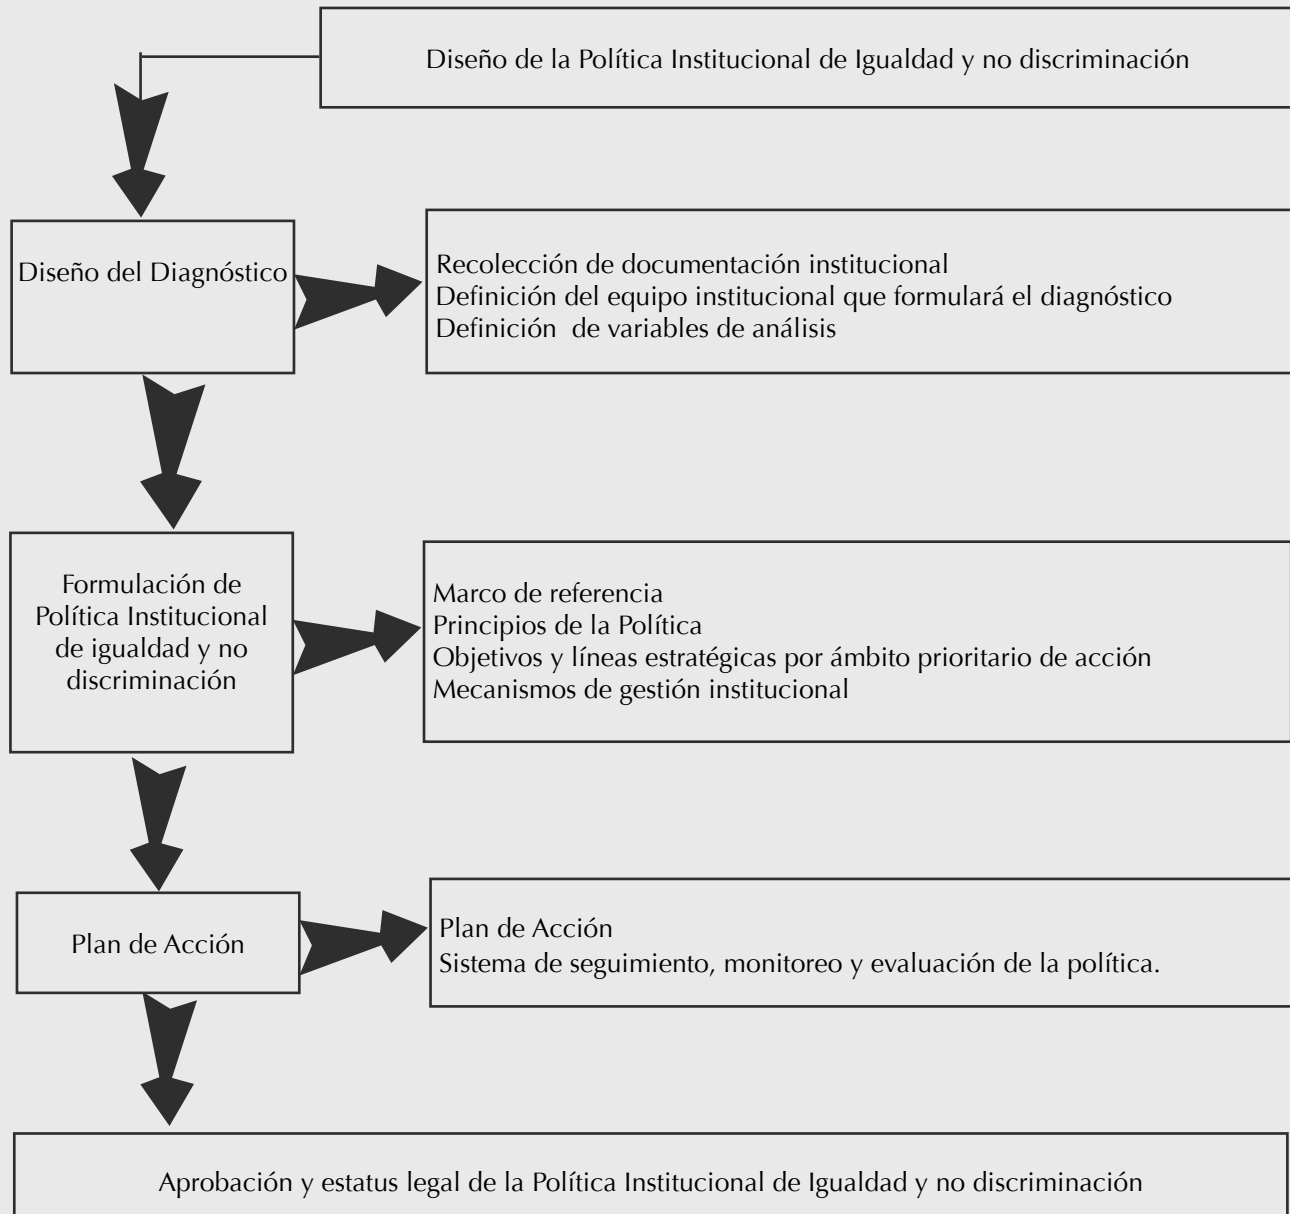 Diseño de la Política Institucional de Igualdad y no discriminación
Diseño del Diagnóstico
Recolección de documentación institucional
Definición del equipo institucional que formulará el diagnóstico
Definición de variables de análisis
Formulación de
Política Institucional
de igualdad y no
discriminación
Marco de referencia
Principios de la Política
Objetivos y líneas estratégicas por ámbito prioritario de acción
Mecanismos de gestión institucional
Plan de Acción
Plan de Acción
Sistema de seguimiento, monitoreo y evaluación de la política.
Aprobación y estatus legal de la Política Institucional de Igualdad y no discriminación